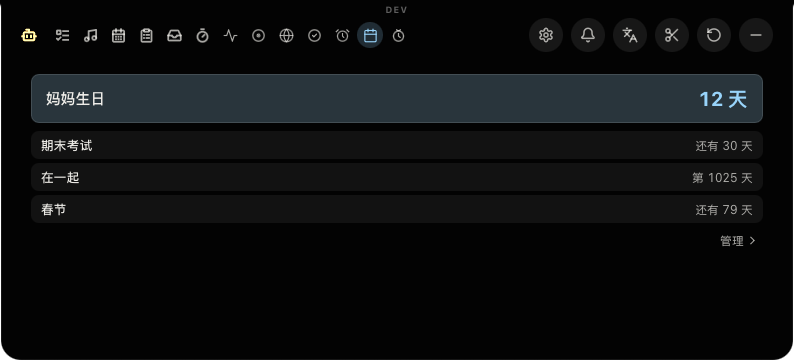 DEV
妈妈生日 12 天
期末考试 还有 30 天
在一起 第 1025 天
春节 还有 79 天
管理